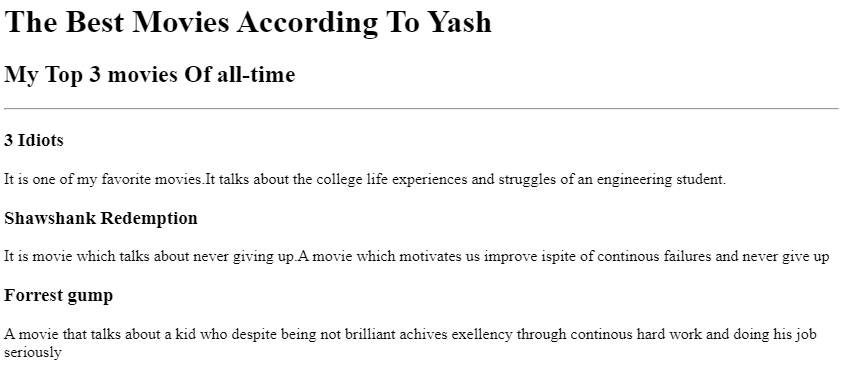 The Best Movies According To Yash
My Top 3 movies Of all-time
3 Idiots
It is one of my favorite movies.It talks about the college life experiences and struggles of an engineering student.
Shawshank Redemption
It is movie which talks about never giving up.A movie which motivates us improve ispite of continous failures and never give up
Forrest gump
A movie that talks about a kid who despite being not brilliant achives exellency through continous hard work and doing his job
seriously